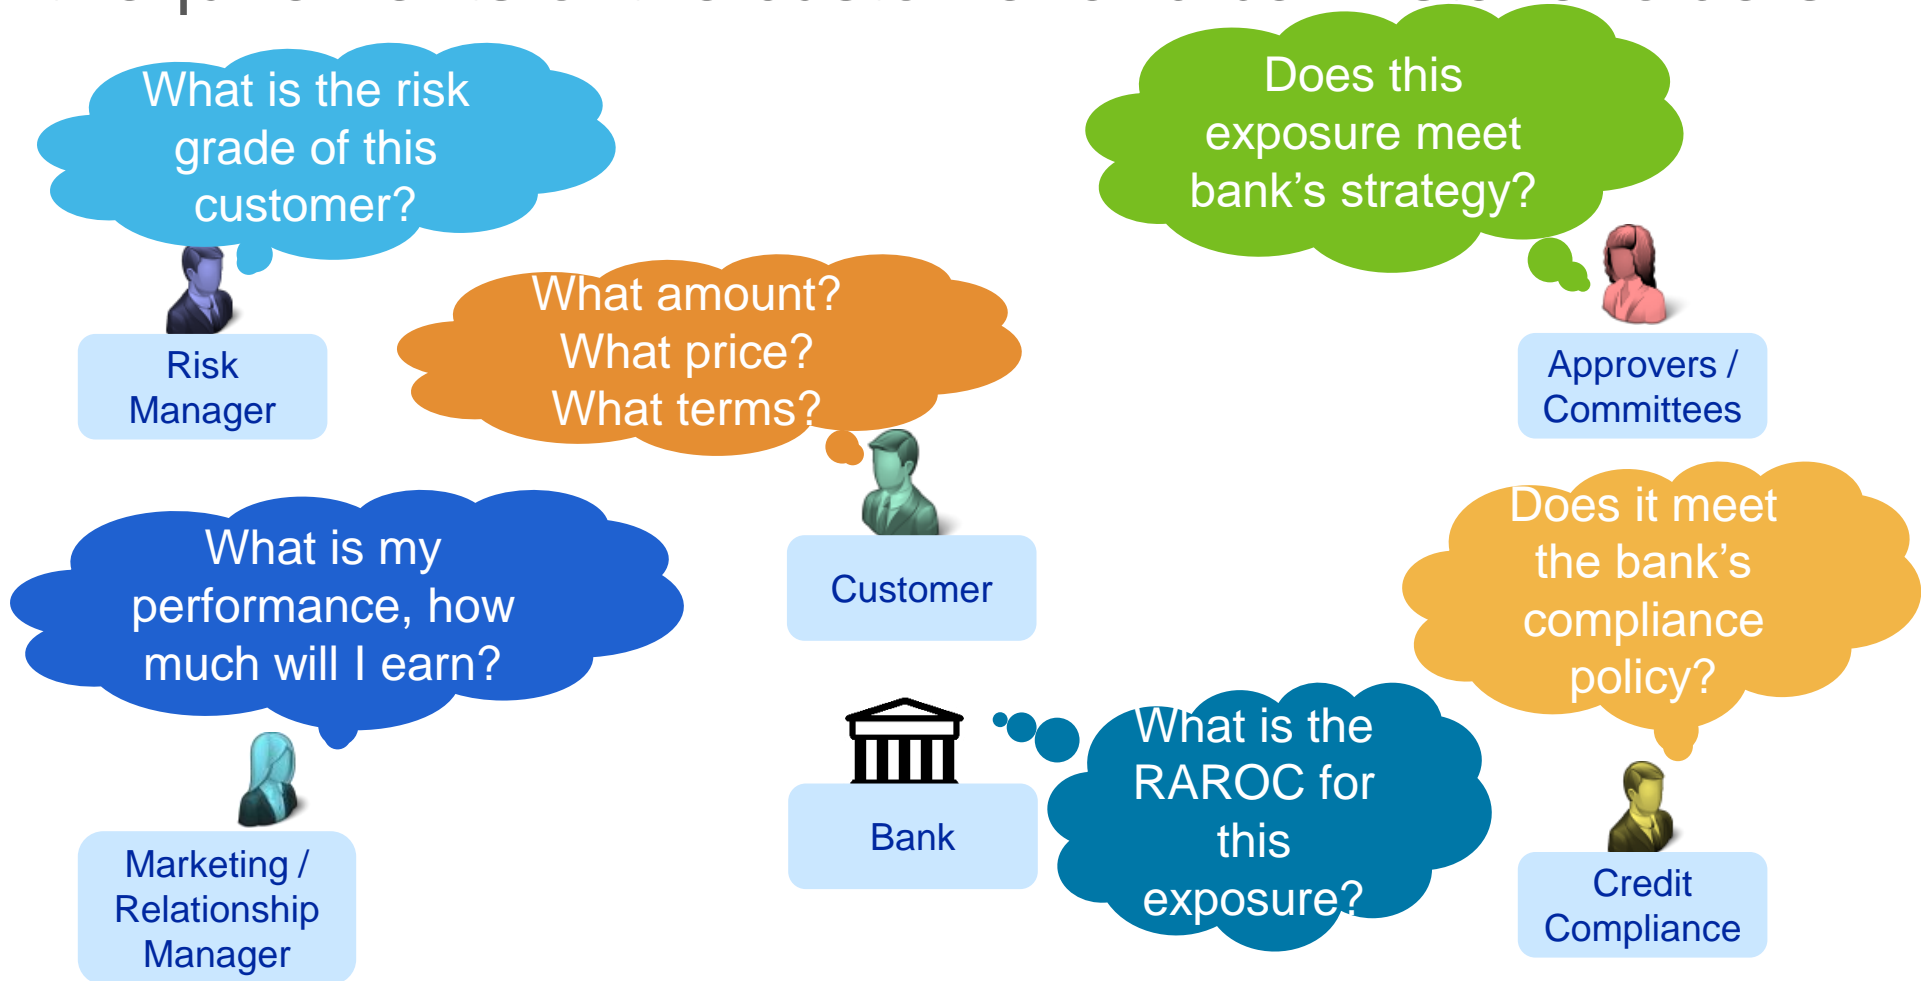 What is the risk
grade of this
customer?
Risk
Manager
What amount?
What price?
What terms?
Customer
Does this
exposure meet
bank’s strategy?
Approvers /
Committees
What is my
performance, how
much will I earn?
Marketing /
Relationship
Manager
Bank
What is the
RAROC for
this
exposure?
Does it meet
the bank’s
compliance
policy?
Credit
Compliance